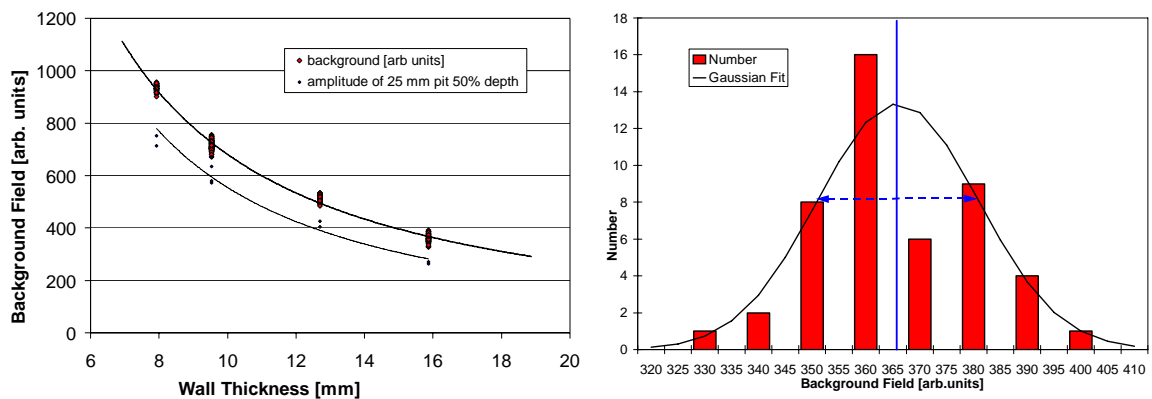 1200
1000
800
600
400
200
0
6 8 10 12 14 16 18 20
Wall Thickness [mm]
Background Field [arb. units]
background [arb units]
amplitude of 25 mm pit 50% depth
18
16
14
12
10
8
6
4
2
0
320 325 330 335 340 345 350 355 360 365 370 375 380 385 390 395 400 405 410
Background Field [arb.units]
Number
Number
Gaussian Fit